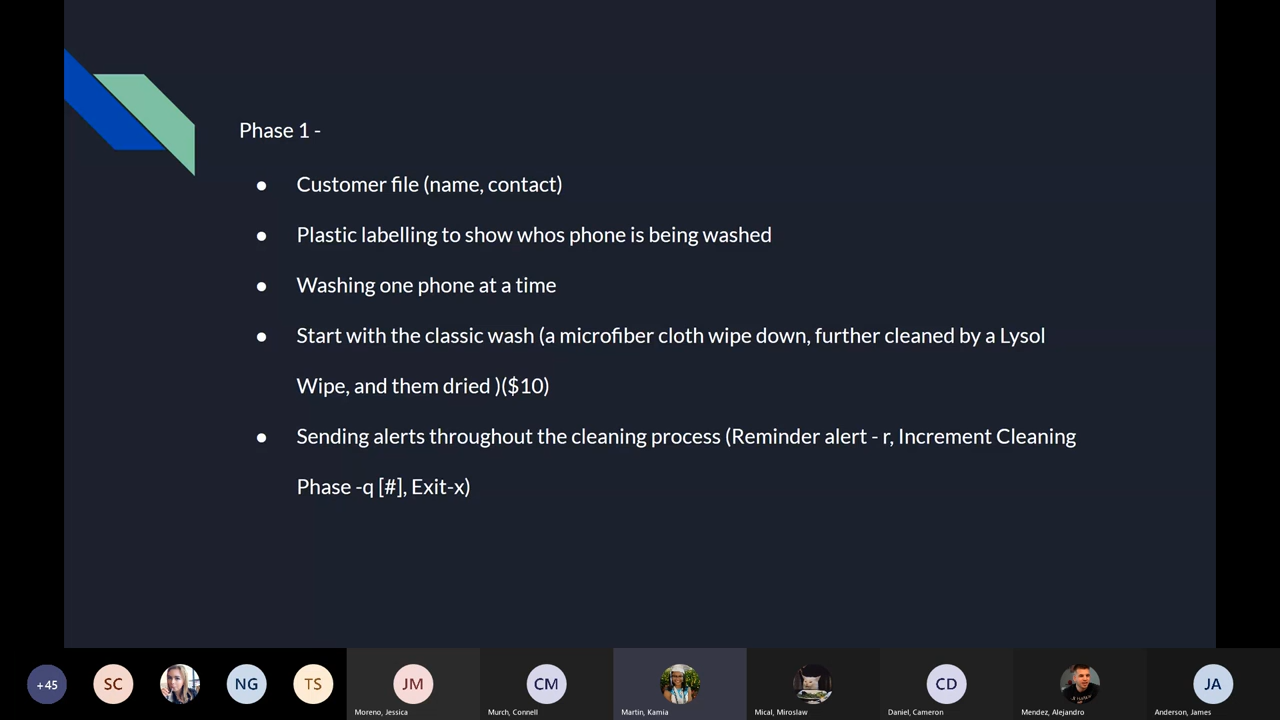 Phase 1 -
● Customer file (name, contact)
● Plastic labelling to show whos phone is being washed
● Washing one phone at a time
● Start with the classic wash (a microfiber cloth wipe down, further cleaned by a Lysol
Wipe, and them dried )($10)
● Sending alerts throughout the cleaning process (Reminder alert - r, Increment Cleaning
Phase -q [#], Exit-x)
+45
SC
NG
TS
JM
CM
CD
JA
Moreno, Jessica
Murch, Connell
Martin, Kamia
Mical, Miroslaw
Daniel, Cameron
Mendez, Alejandro
Anderson, James